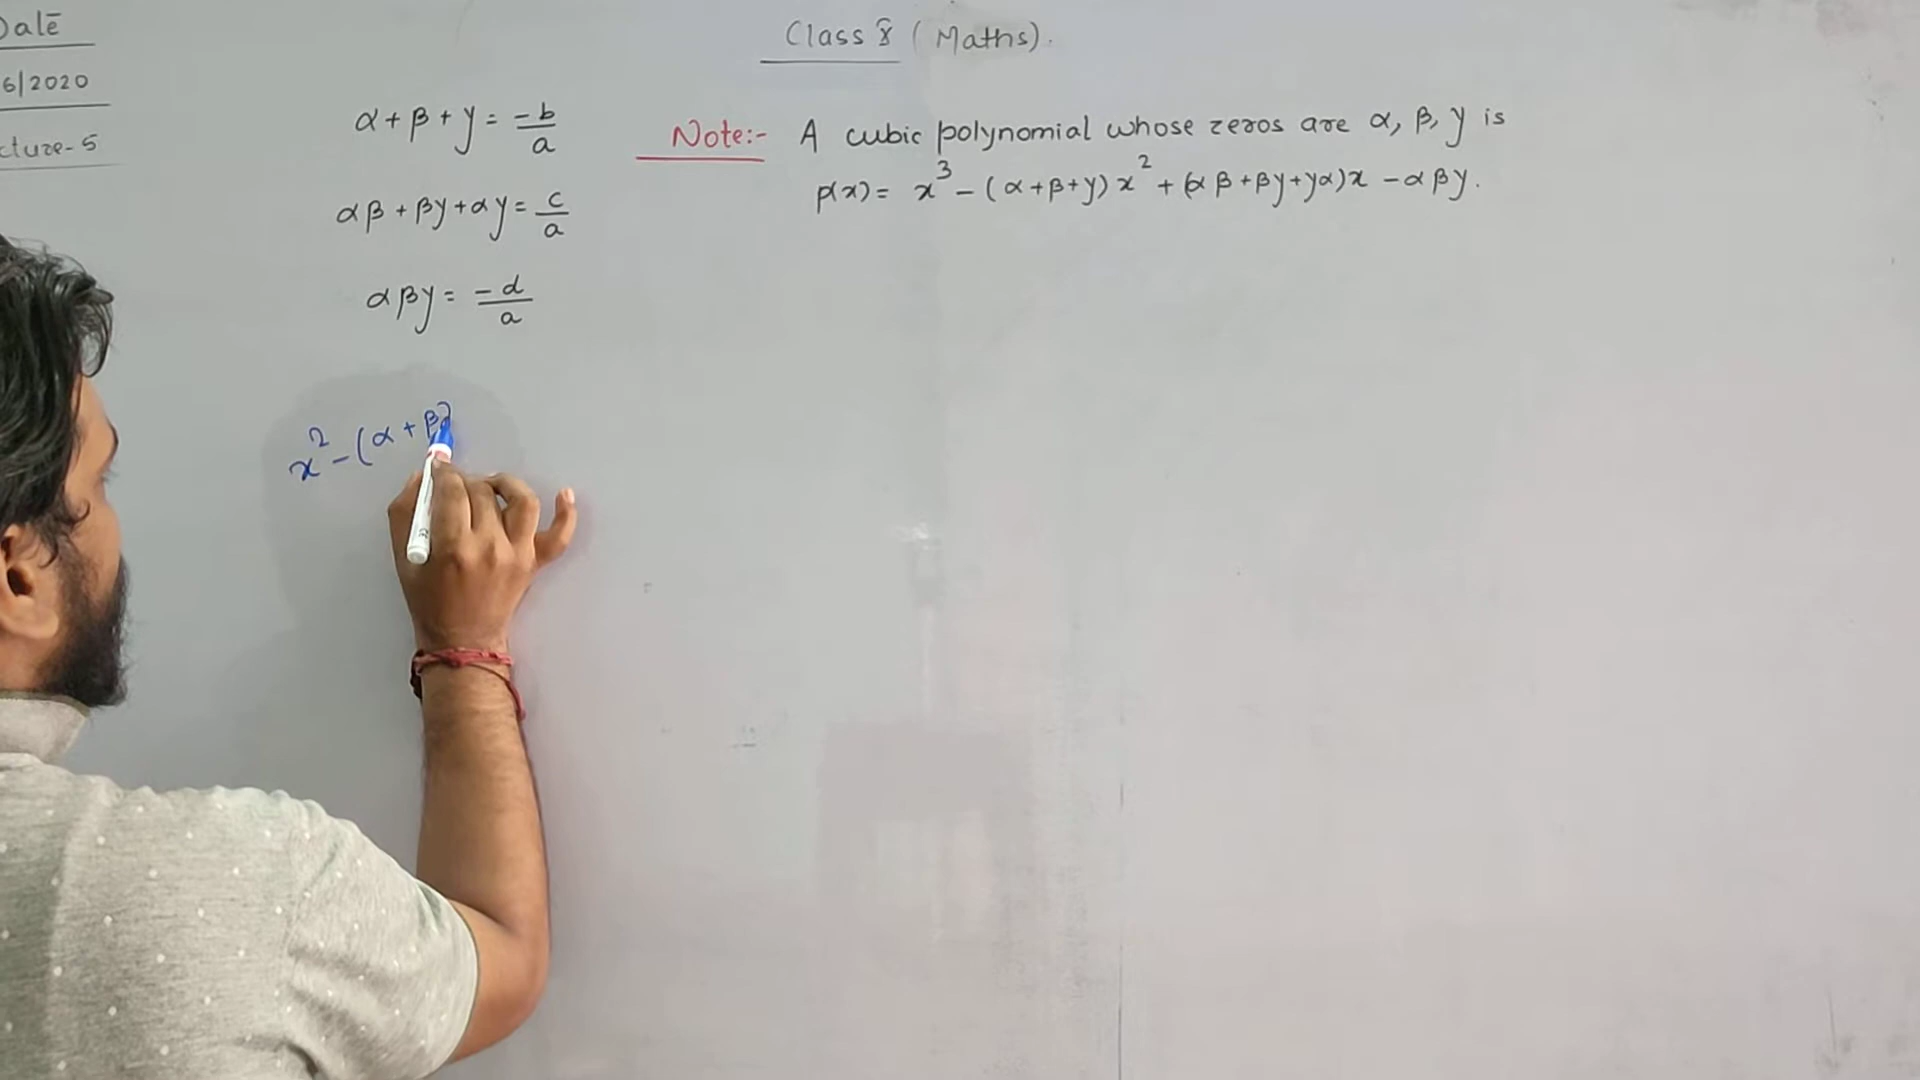 Date
Class 8 (Maths).
6/2020
cture-5
α+β+γ = -b/a
αβ+βγ+αγ = c/a
αβγ = -d/a
x² - (α+β)
Note:- A cubic polynomial whose zeros are α, β, γ is
p(x) = x³ - (α+β+γ) x² + (αβ+βγ+γα)x - αβγ.